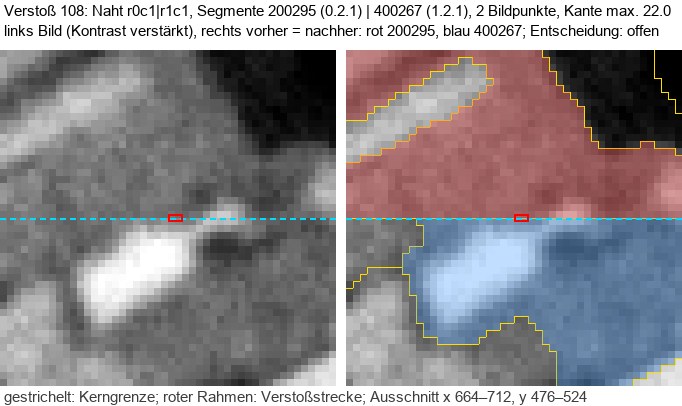 Verstoß 108: Naht r0c1|r1c1, Segmente 200295 (0.2.1) | 400267 (1.2.1), 2 Bildpunkte, Kante max. 22.0
links Bild (Kontrast verstärkt), rechts vorher = nachher: rot 200295, blau 400267; Entscheidung: offen
gestrichelt: Kerngrenze; roter Rahmen: Verstoßstrecke; Ausschnitt x 664–712, y 476–524